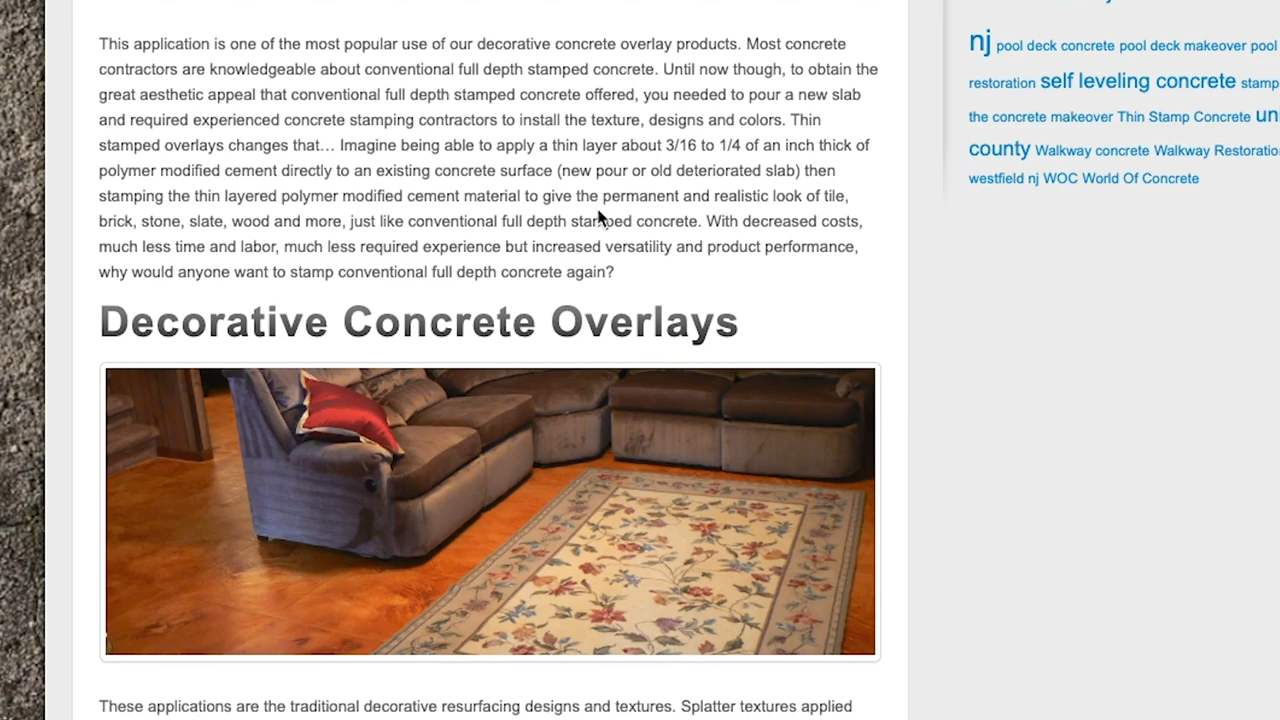 This application is one of the most popular use of our decorative concrete overlay products. Most concrete
contractors are knowledgeable about conventional full depth stamped concrete. Until now though, to obtain the
great aesthetic appeal that conventional full depth stamped concrete offered, you needed to pour a new slab
and required experienced concrete stamping contractors to install the texture, designs and colors. Thin
stamped overlays changes that… Imagine being able to apply a thin layer about 3/16 to 1/4 of an inch thick of
polymer modified cement directly to an existing concrete surface (new pour or old deteriorated slab) then
stamping the thin layered polymer modified cement material to give the permanent and realistic look of tile,
brick, stone, slate, wood and more, just like conventional full depth stamped concrete. With decreased costs,
much less time and labor, much less required experience but increased versatility and product performance,
why would anyone want to stamp conventional full depth concrete again?
Decorative Concrete Overlays
These applications are the traditional decorative resurfacing designs and textures. Splatter textures applied
nj pool deck concrete pool deck makeover pool
restoration self leveling concrete stamp
the concrete makeover Thin Stamp Concrete un
county Walkway concrete Walkway Restoratio
westfield nj WOC World Of Concrete